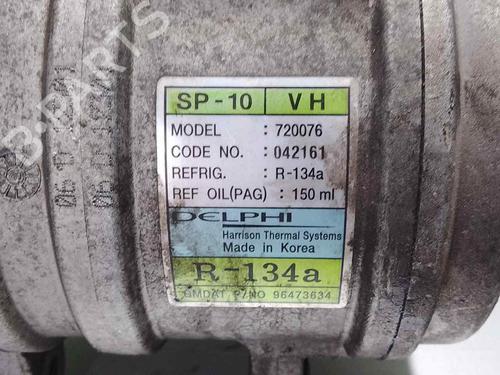 B-PARTS
SP-10 VH
MODEL : 720076
CODE NO. : 042161
REFRIG. : R-134a
REF OIL(PAG) : 150 ml
DELPHI
Harrison Thermal Systems
Made in Korea
R-134a
GMDAT P/NO 96473634